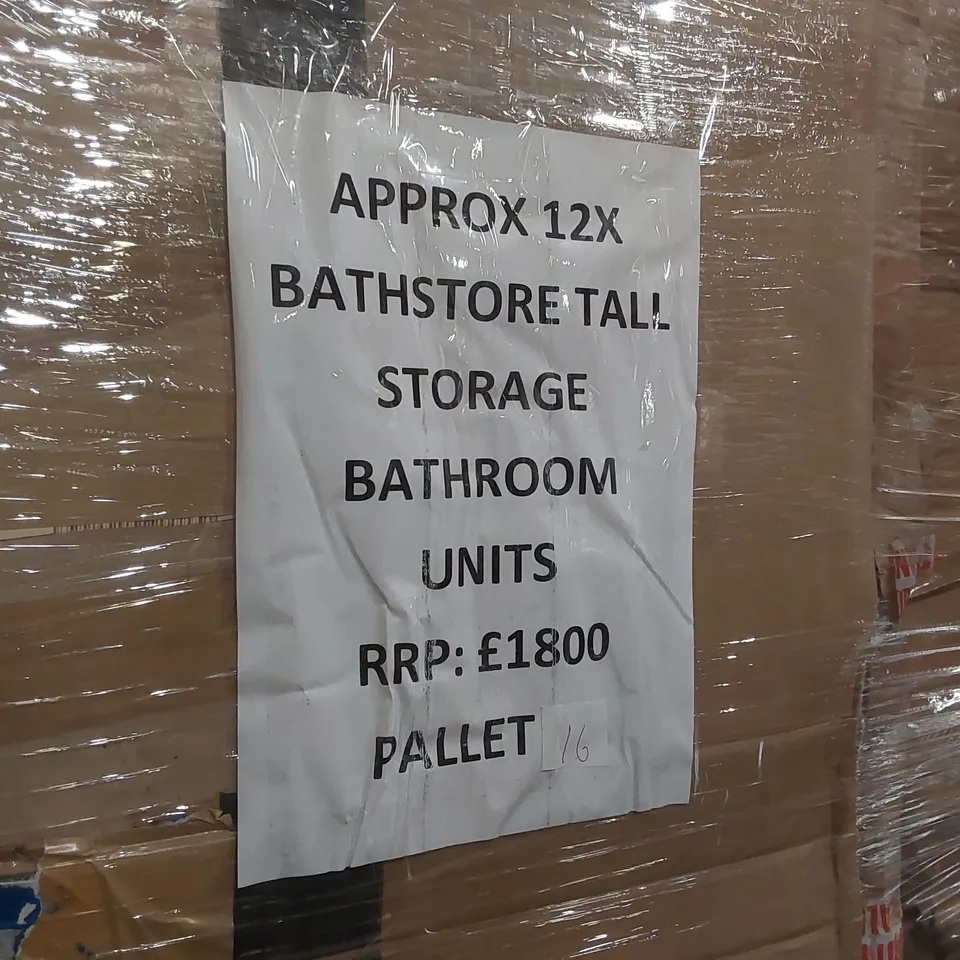 APPROX 12X
BATHSTORE TALL
STORAGE
BATHROOM
UNITS
RRP: £1800
PALLET 16